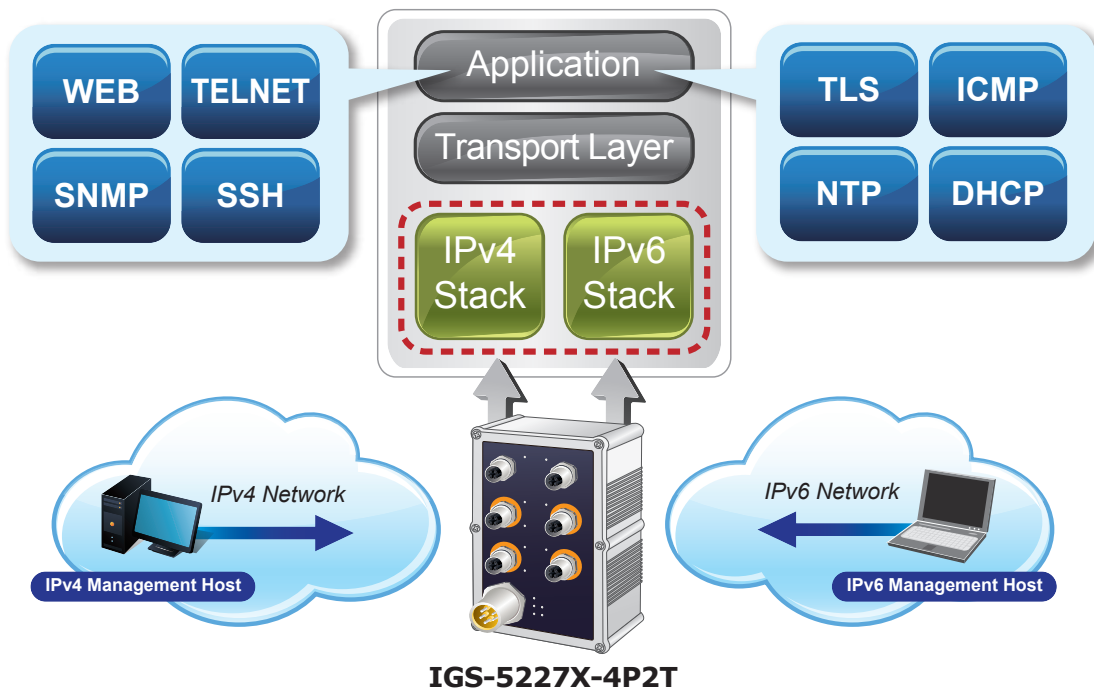 WEB
TELNET
SNMP
SSH
Application
Transport Layer
IPv4
Stack
IPv6
Stack
TLS
ICMP
NTP
DHCP
IPv4 Network
IPv4 Management Host
IPv6 Network
IPv6 Management Host
IGS-5227X-4P2T